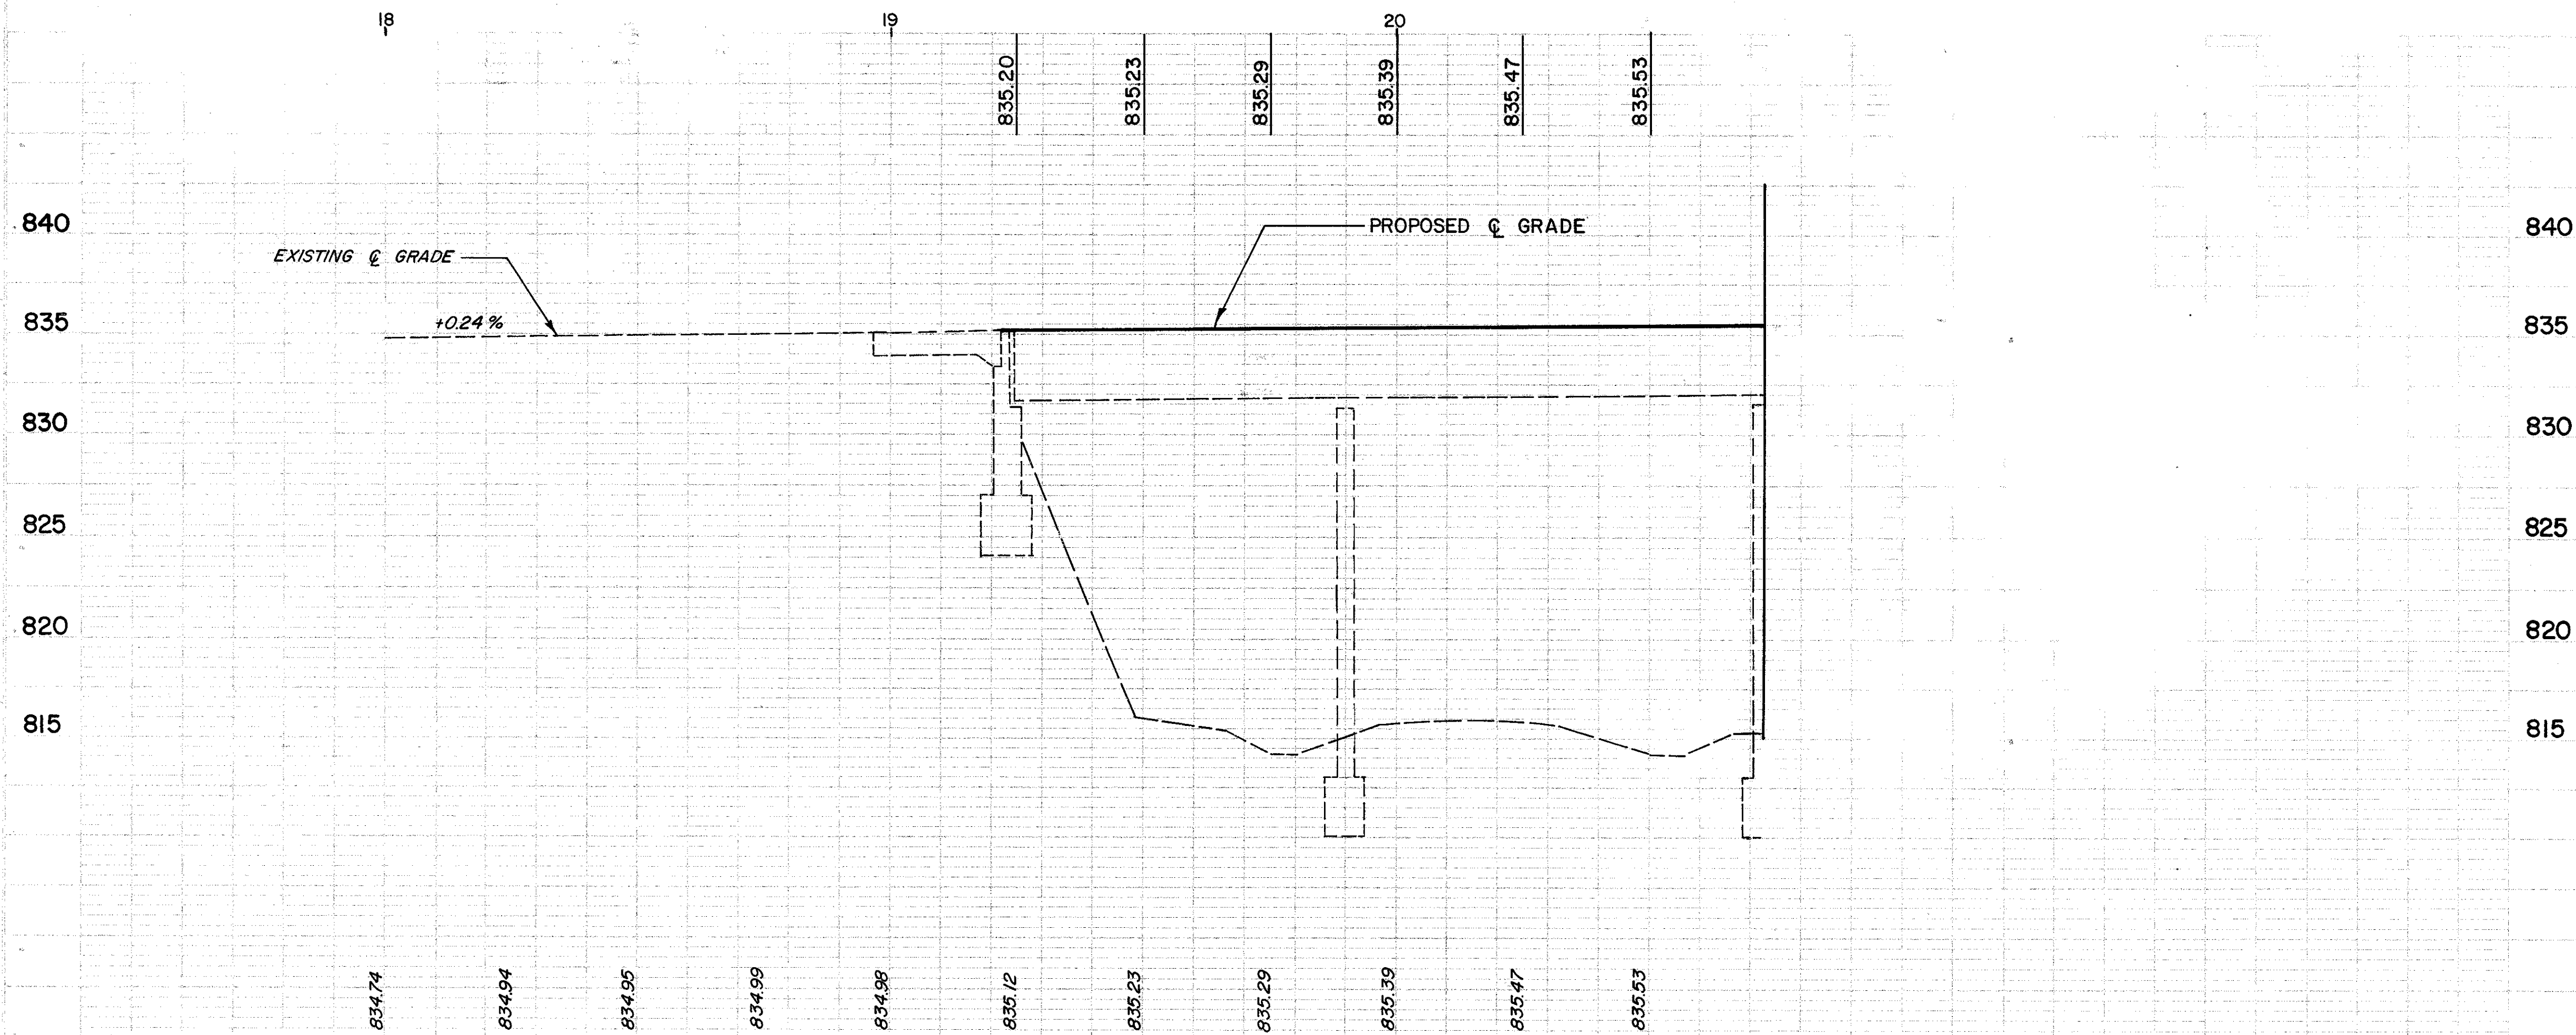 18 19 20
835.20 835.23 835.29 835.39 835.47 835.53
840 PROPOSED ℄ GRADE 840
EXISTING ℄ GRADE
835 +0.24 % 835
830 830
825 825
820 820
815 815
834.74 834.94 834.95 834.99 834.98 835.12 835.23 835.29 835.39 835.47 835.53